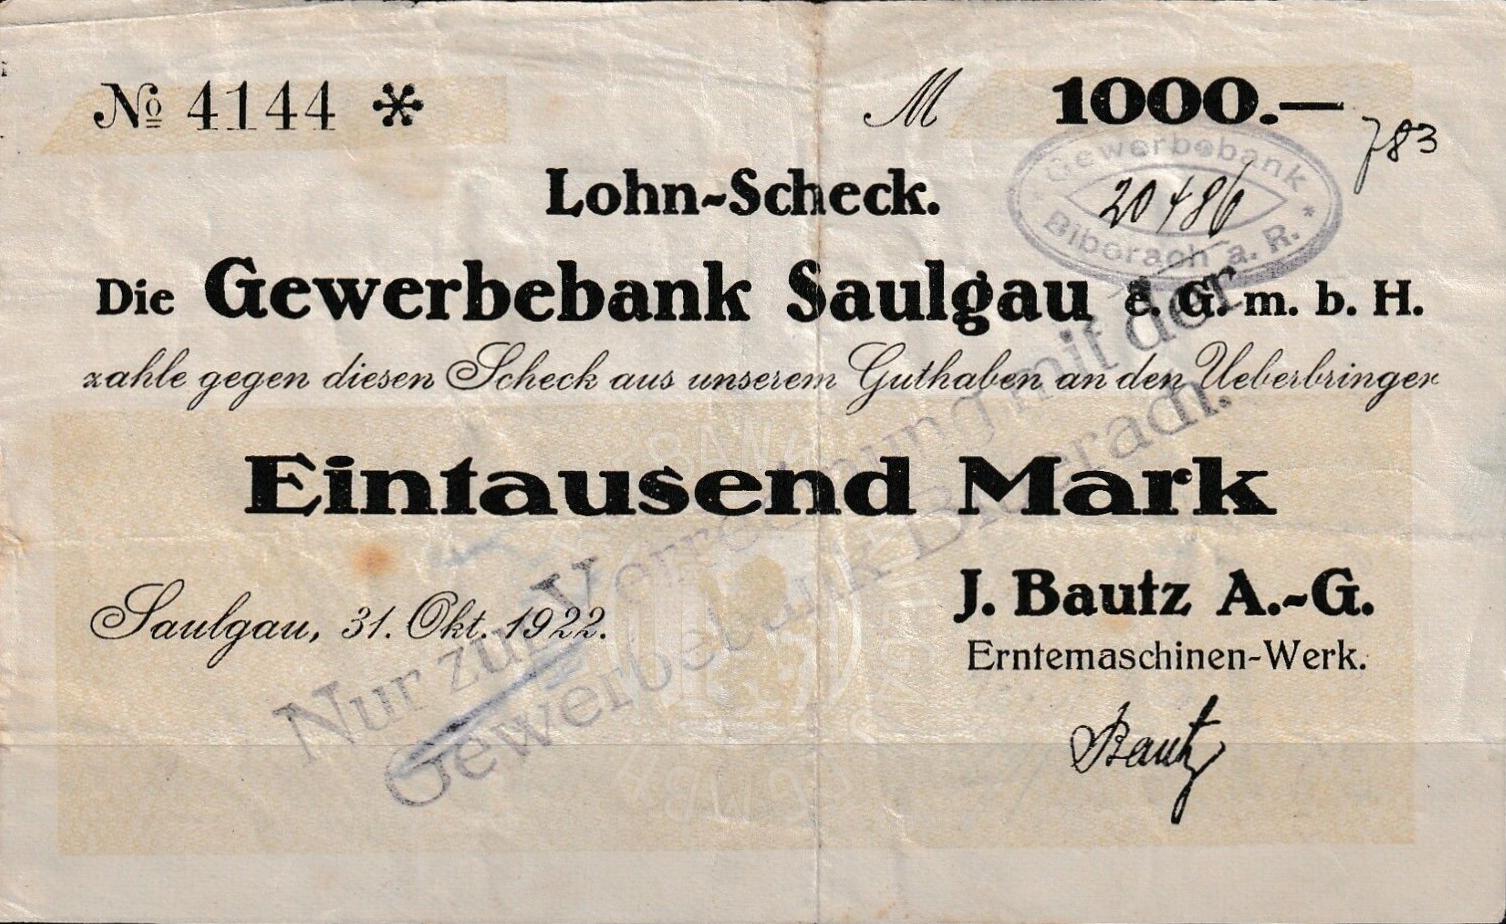 № 4144 *
M 1000.—
783
Gewerbebank
20486
Biberach a. R. *
Lohn-Scheck.
Die Gewerbebank Saulgau e. G. m. b. H.
zahle gegen diesen Scheck aus unserem Guthaben an den Ueberbringer
Eintausend Mark
Saulgau, 31. Okt. 1922.
J. Bautz A.-G.
Erntemaschinen-Werk.
Bautz
Nur zur Verrechnung mit der
Gewerbebank Biberach.